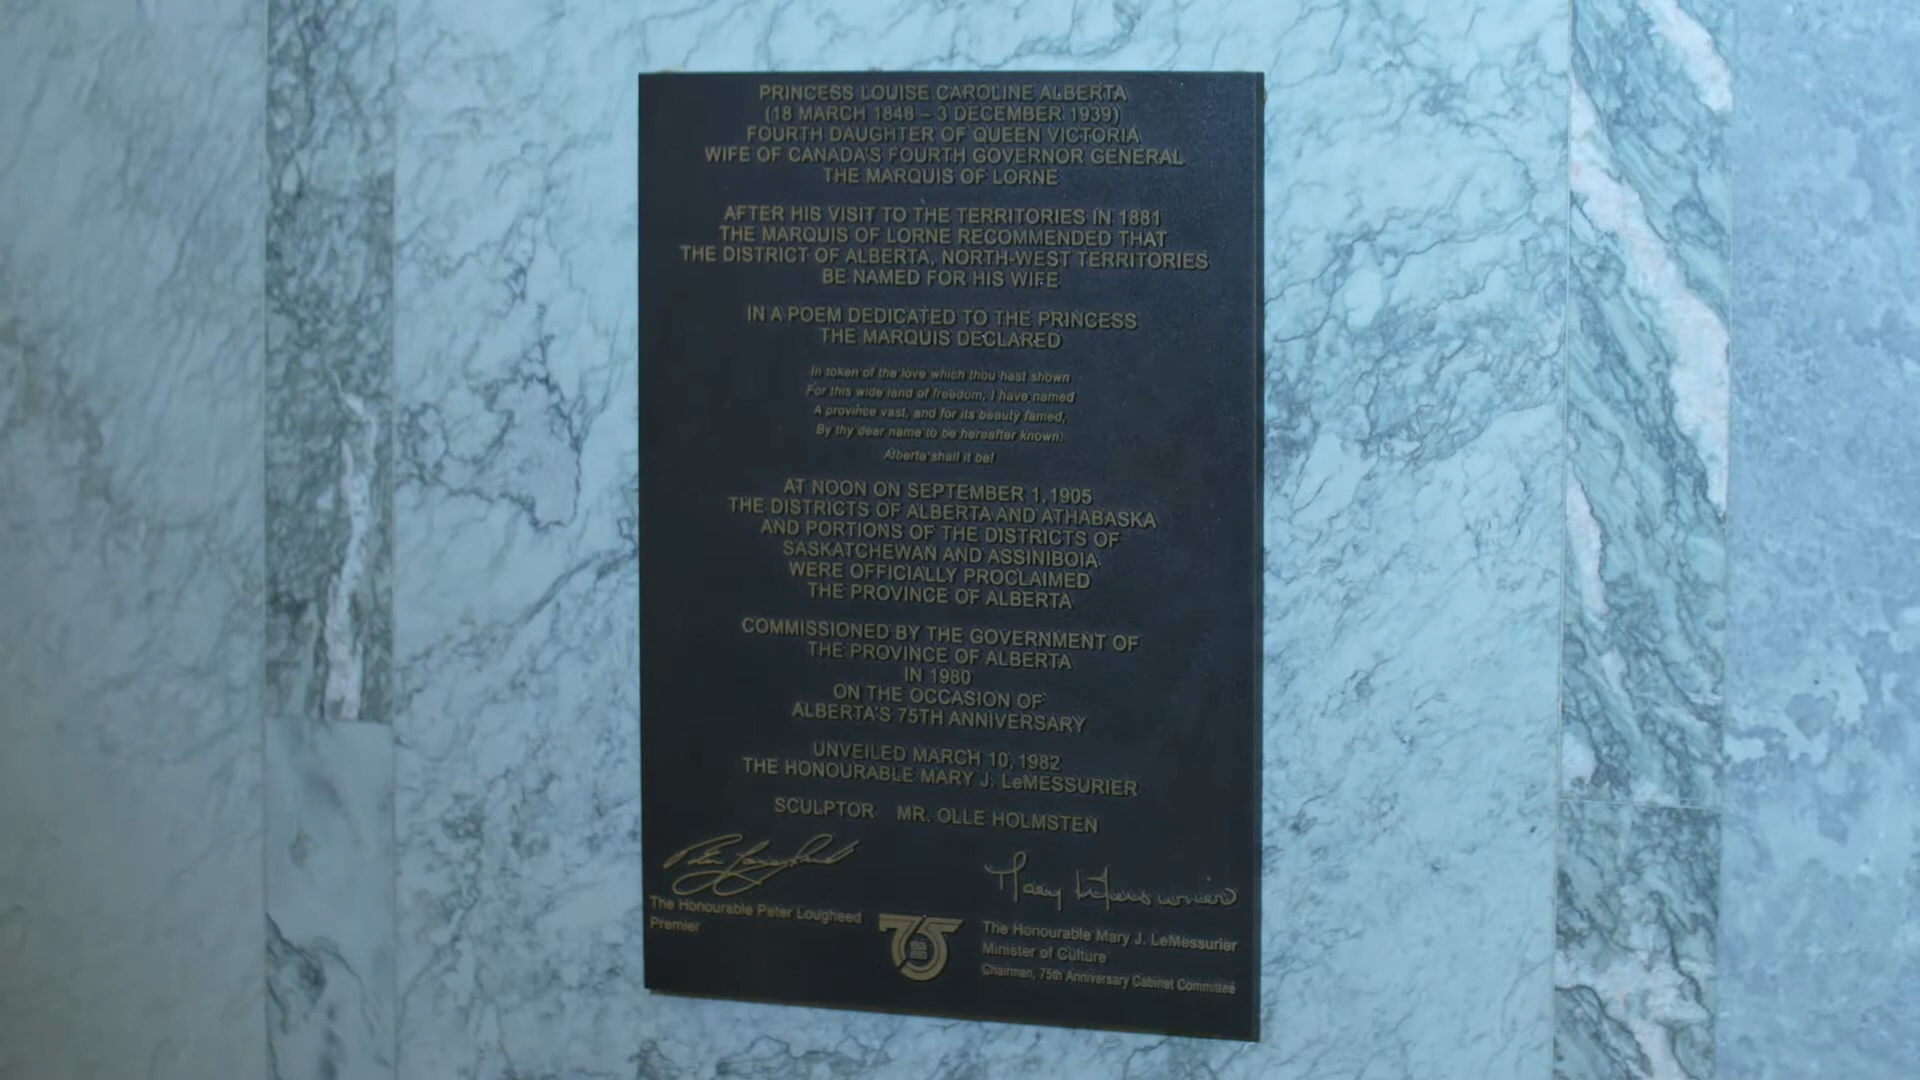 PRINCESS LOUISE CAROLINE ALBERTA
(18 MARCH 1848 – 3 DECEMBER 1939)
FOURTH DAUGHTER OF QUEEN VICTORIA
WIFE OF CANADA'S FOURTH GOVERNOR GENERAL
THE MARQUIS OF LORNE
AFTER HIS VISIT TO THE TERRITORIES IN 1881
THE MARQUIS OF LORNE RECOMMENDED THAT
THE DISTRICT OF ALBERTA, NORTH-WEST TERRITORIES
BE NAMED FOR HIS WIFE
IN A POEM DEDICATED TO THE PRINCESS
THE MARQUIS DECLARED
In token of the love which thou hast shown
For this wide land of freedom, I have named
A province vast, and for its beauty famed,
By thy dear name to be hereafter known.
Alberta shall it be!
AT NOON ON SEPTEMBER 1, 1905
THE DISTRICTS OF ALBERTA AND ATHABASKA
AND PORTIONS OF THE DISTRICTS OF
SASKATCHEWAN AND ASSINIBOIA
WERE OFFICIALLY PROCLAIMED
THE PROVINCE OF ALBERTA
COMMISSIONED BY THE GOVERNMENT OF
THE PROVINCE OF ALBERTA
IN 1980
ON THE OCCASION OF
ALBERTA'S 75TH ANNIVERSARY
UNVEILED MARCH 10, 1982
THE HONOURABLE MARY J. LeMESSURIER
SCULPTOR MR. OLLE HOLMSTEN
Peter Lougheed
Mary LeMessurier
The Honourable Peter Lougheed
Premier
75
The Honourable Mary J. LeMessurier
Minister of Culture
Chairman, 75th Anniversary Cabinet Committee